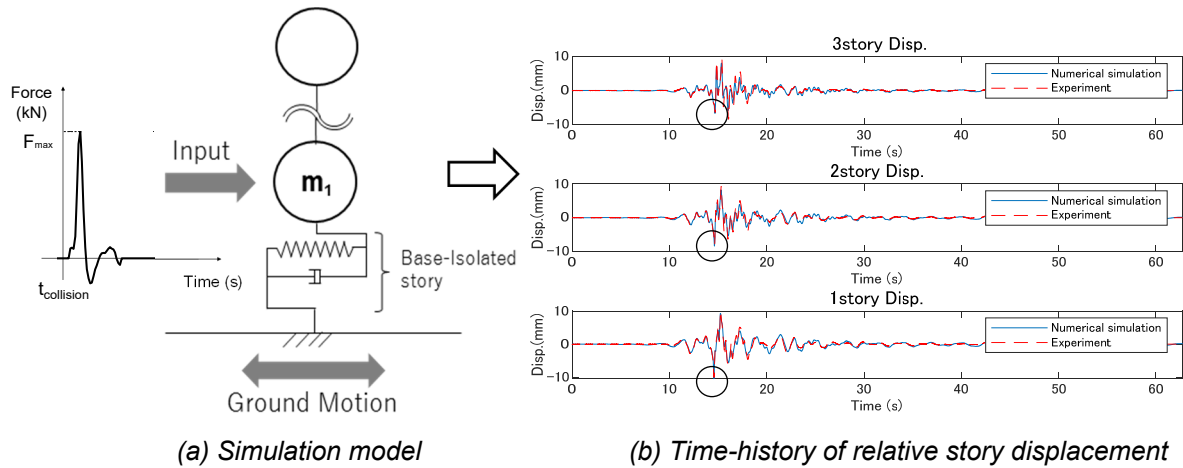 Force
(kN)
Fmax
Input
m1
Base-Isolated
story
Time (s)
tcollision
Ground Motion
(a) Simulation model
3story Disp.
Disp.(mm)
10
0
-10
Numerical simulation
Experiment
0 10 20 30 40 50 60
Time (s)
2story Disp.
Disp.(mm)
10
0
-10
Numerical simulation
Experiment
0 10 20 30 40 50 60
Time (s)
1story Disp.
Disp.(mm)
10
0
-10
Numerical simulation
Experiment
0 10 20 30 40 50 60
Time (s)
(b) Time-history of relative story displacement